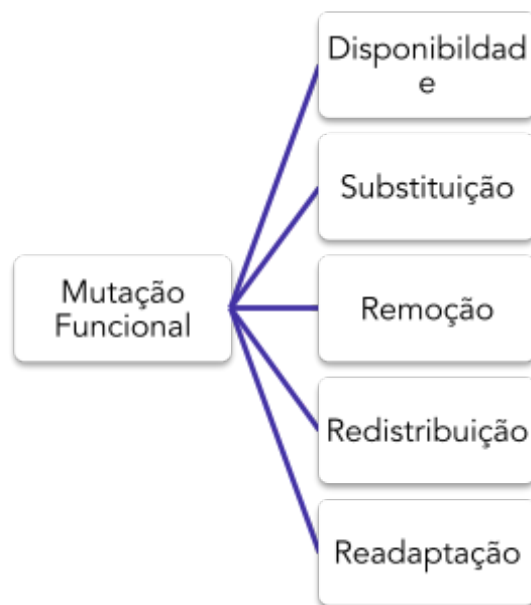 Disponibildad
e
Substituição
Mutação
Funcional
Remoção
Redistribuição
Readaptação